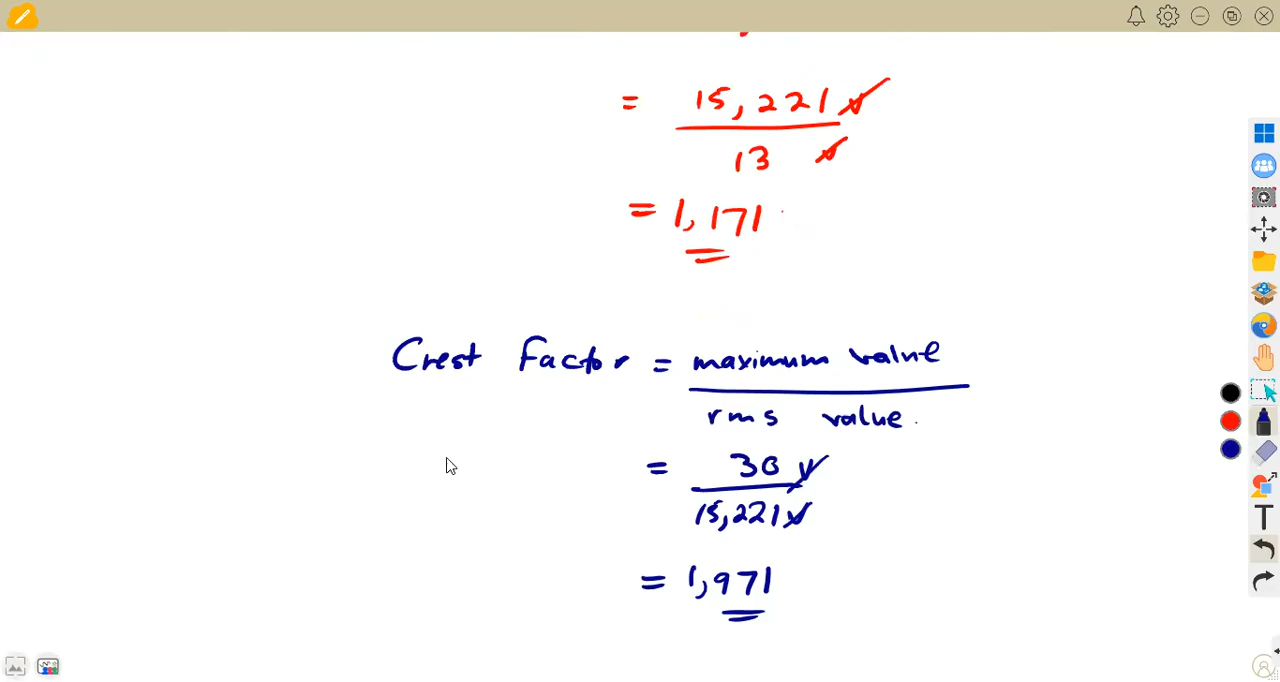 = 15,221 V
13 V
= 1,171
Crest Factor = maximum value
rms value.
= 30 V
15,221 V
= 1,971
T